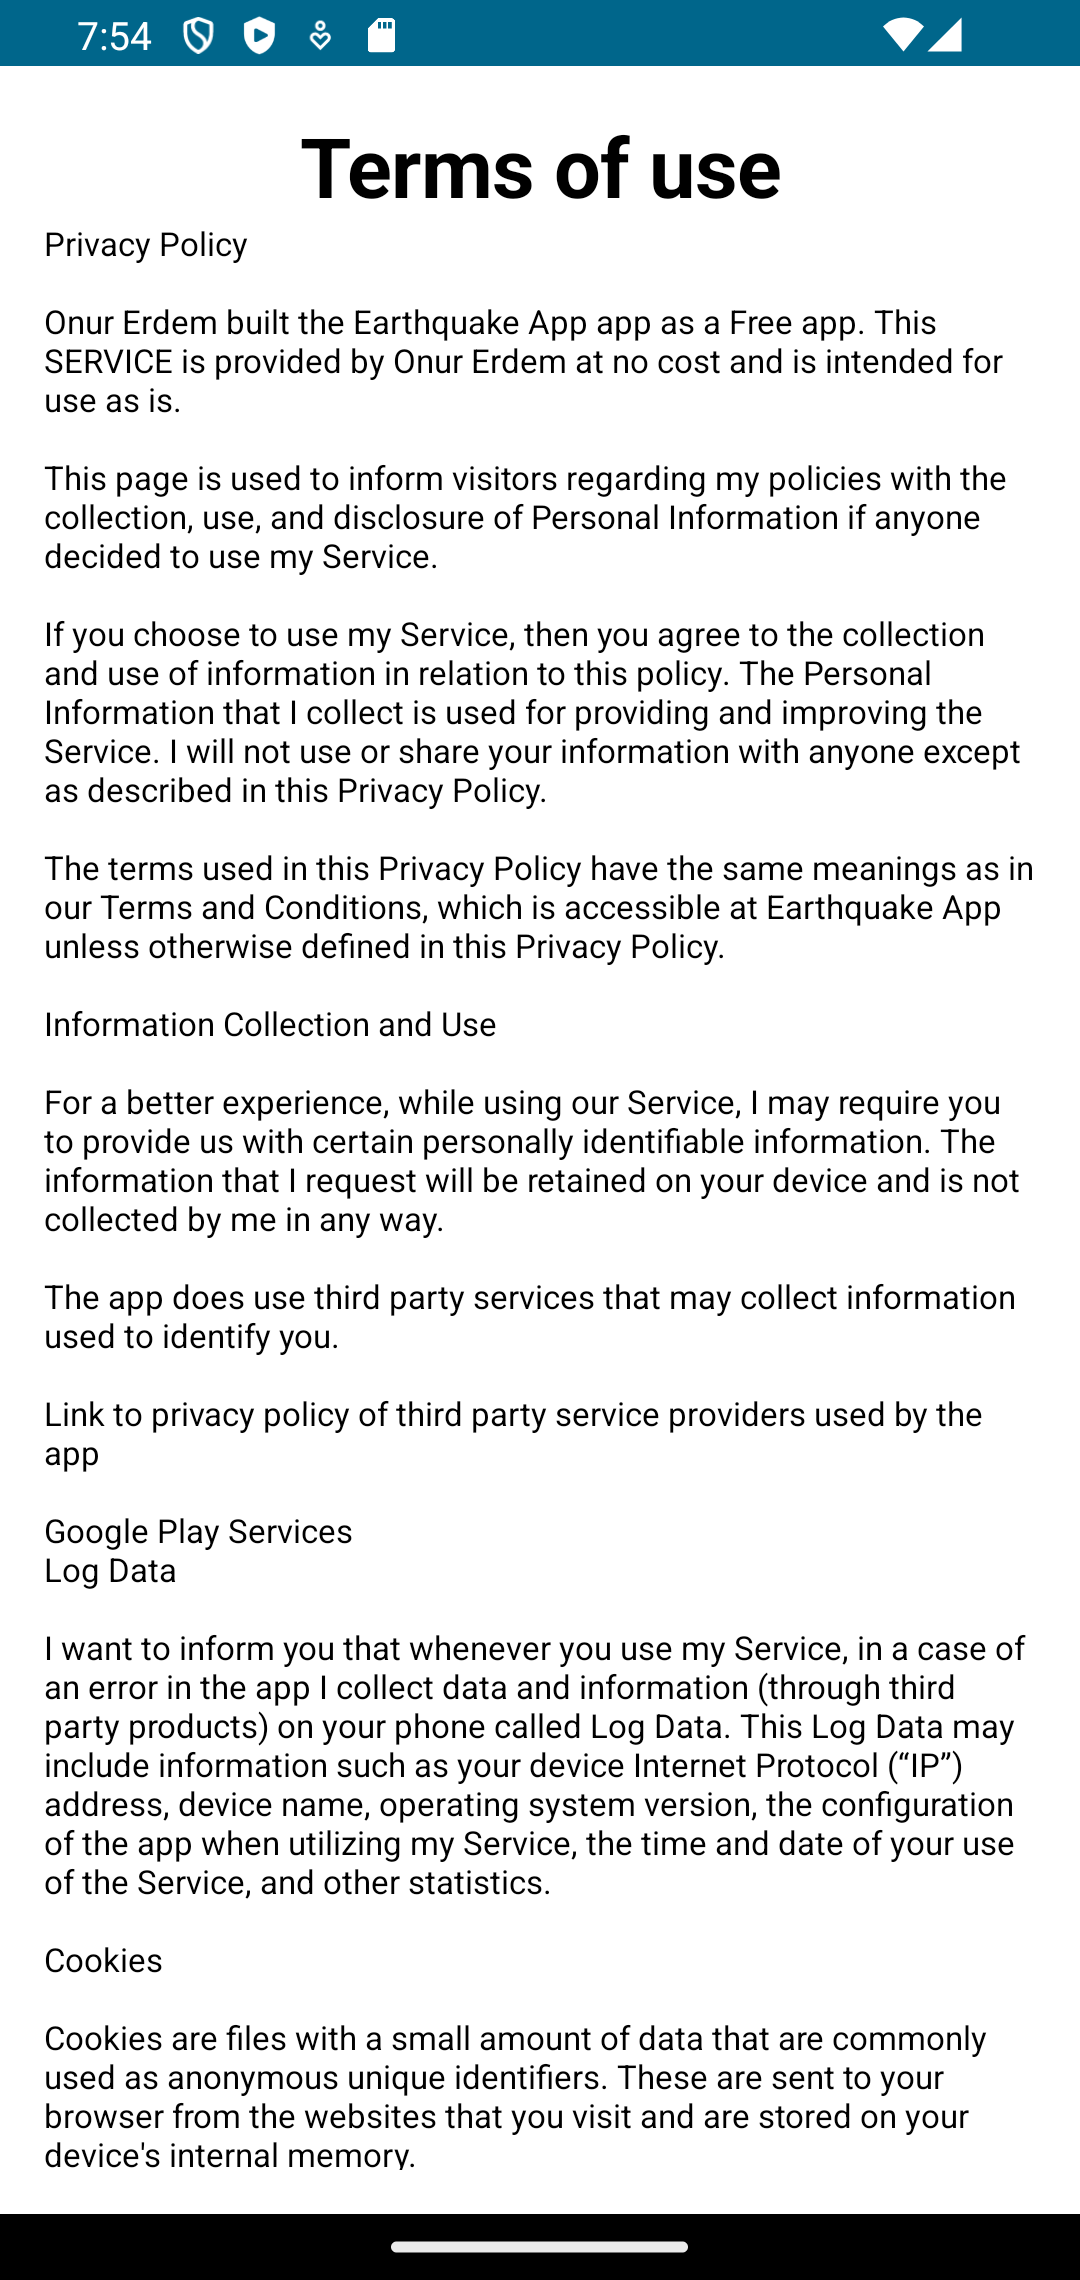 7:54
Terms of use
Privacy Policy
Onur Erdem built the Earthquake App app as a Free app. This
SERVICE is provided by Onur Erdem at no cost and is intended for
use as is.
This page is used to inform visitors regarding my policies with the
collection, use, and disclosure of Personal Information if anyone
decided to use my Service.
If you choose to use my Service, then you agree to the collection
and use of information in relation to this policy. The Personal
Information that I collect is used for providing and improving the
Service. I will not use or share your information with anyone except
as described in this Privacy Policy.
The terms used in this Privacy Policy have the same meanings as in
our Terms and Conditions, which is accessible at Earthquake App
unless otherwise defined in this Privacy Policy.
Information Collection and Use
For a better experience, while using our Service, I may require you
to provide us with certain personally identifiable information. The
information that I request will be retained on your device and is not
collected by me in any way.
The app does use third party services that may collect information
used to identify you.
Link to privacy policy of third party service providers used by the
app
Google Play Services
Log Data
I want to inform you that whenever you use my Service, in a case of
an error in the app I collect data and information (through third
party products) on your phone called Log Data. This Log Data may
include information such as your device Internet Protocol (“IP”)
address, device name, operating system version, the configuration
of the app when utilizing my Service, the time and date of your use
of the Service, and other statistics.
Cookies
Cookies are files with a small amount of data that are commonly
used as anonymous unique identifiers. These are sent to your
browser from the websites that you visit and are stored on your
device's internal memory.